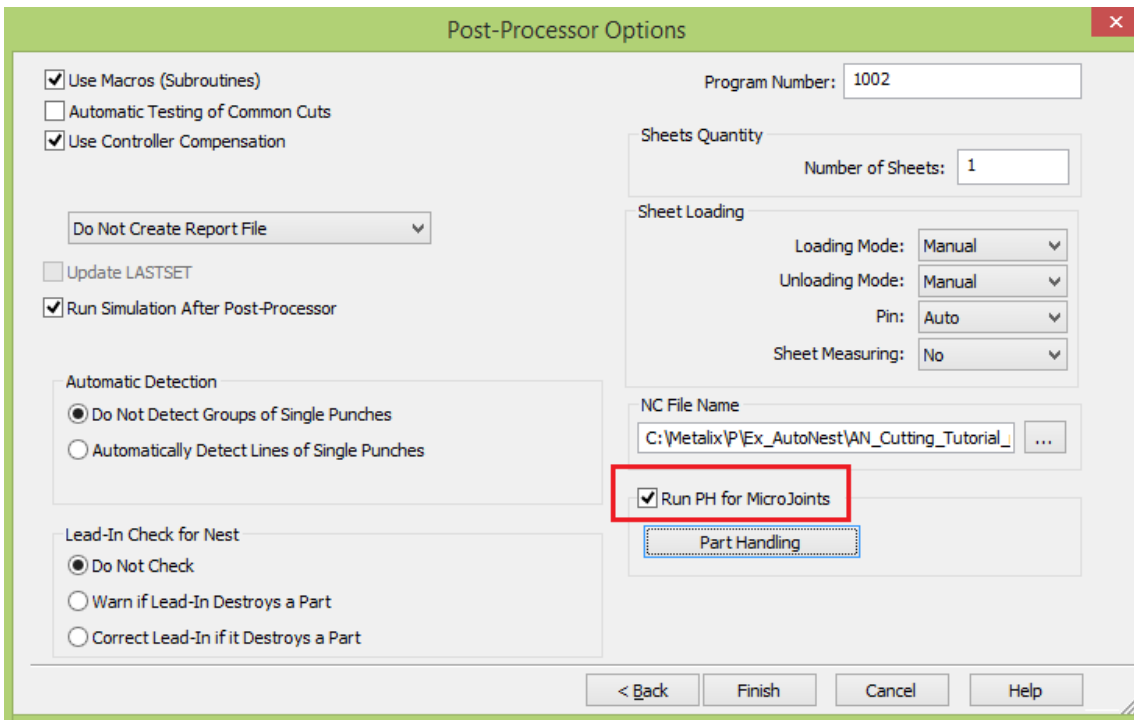 Post-Processor Options
Use Macros (Subroutines)
Automatic Testing of Common Cuts
Use Controller Compensation
Do Not Create Report File
Update LASTSET
Run Simulation After Post-Processor
Automatic Detection
Do Not Detect Groups of Single Punches
Automatically Detect Lines of Single Punches
Lead-In Check for Nest
Do Not Check
Warn if Lead-In Destroys a Part
Correct Lead-In if it Destroys a Part
Program Number: 1002
Sheets Quantity
Number of Sheets: 1
Sheet Loading
Loading Mode: Manual
Unloading Mode: Manual
Pin: Auto
Sheet Measuring: No
NC File Name
C:\Metalix\P\Ex_AutoNest\AN_Cutting_Tutorial_ ...
Run PH for MicroJoints
Part Handling
< Back Finish Cancel Help